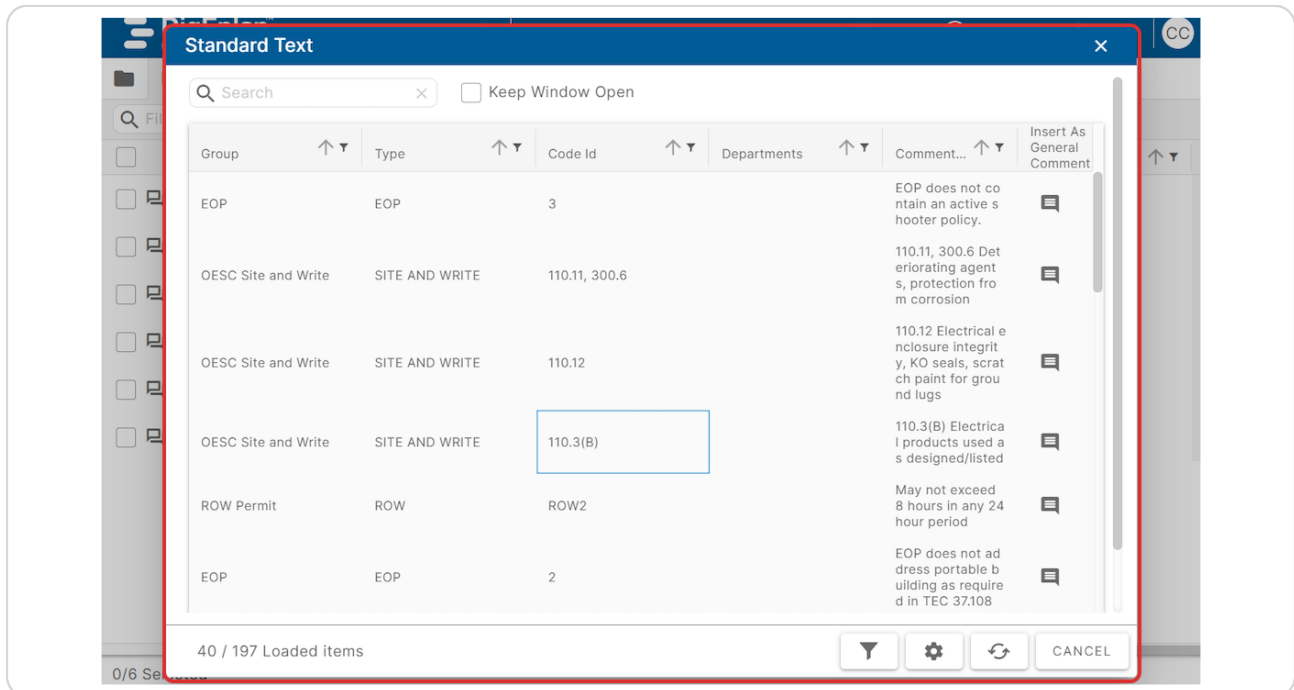 DigEplan™
CC
Standard Text
Search
Keep Window Open
Fil
Group
Type
Code Id
Departments
Comment...
Insert As
General
Comment
EOP
EOP
3
EOP does not co
ntain an active s
hooter policy.
OESC Site and Write
SITE AND WRITE
110.11, 300.6
110.11, 300.6 Det
eriorating agent
s, protection fro
m corrosion
OESC Site and Write
SITE AND WRITE
110.12
110.12 Electrical e
nclosure integrit
y, KO seals, scrat
ch paint for grou
nd lugs
OESC Site and Write
SITE AND WRITE
110.3(B)
110.3(B) Electrica
l products used a
s designed/listed
ROW Permit
ROW
ROW2
May not exceed
8 hours in any 24
hour period
EOP
EOP
2
EOP does not ad
dress portable b
uilding as require
d in TEC 37.108
40 / 197 Loaded items
CANCEL
0/6 Selected